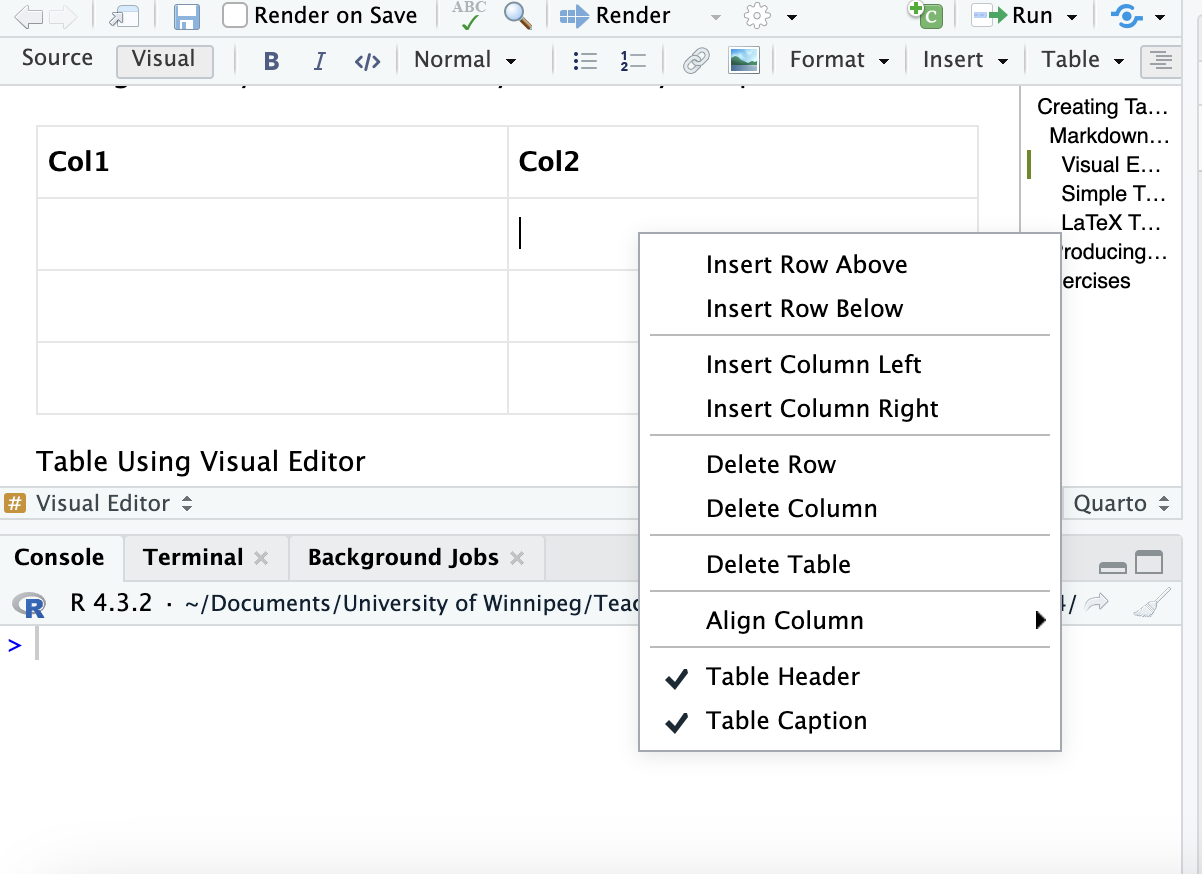 Render on Save
ABC
Render
C
Run
Source
Visual
B
I
</>
Normal
Format
Insert
Table
Creating Ta...
Markdown...
Visual E...
Simple T...
LaTeX T...
roducing...
ercises
Col1
Col2
Insert Row Above
Insert Row Below
Insert Column Left
Insert Column Right
Delete Row
Delete Column
Delete Table
Align Column
Table Header
Table Caption
Table Using Visual Editor
# Visual Editor
Quarto
Console
Terminal
Background Jobs
R
R 4.3.2 · ~/Documents/University of Winnipeg/Teac
4/
>